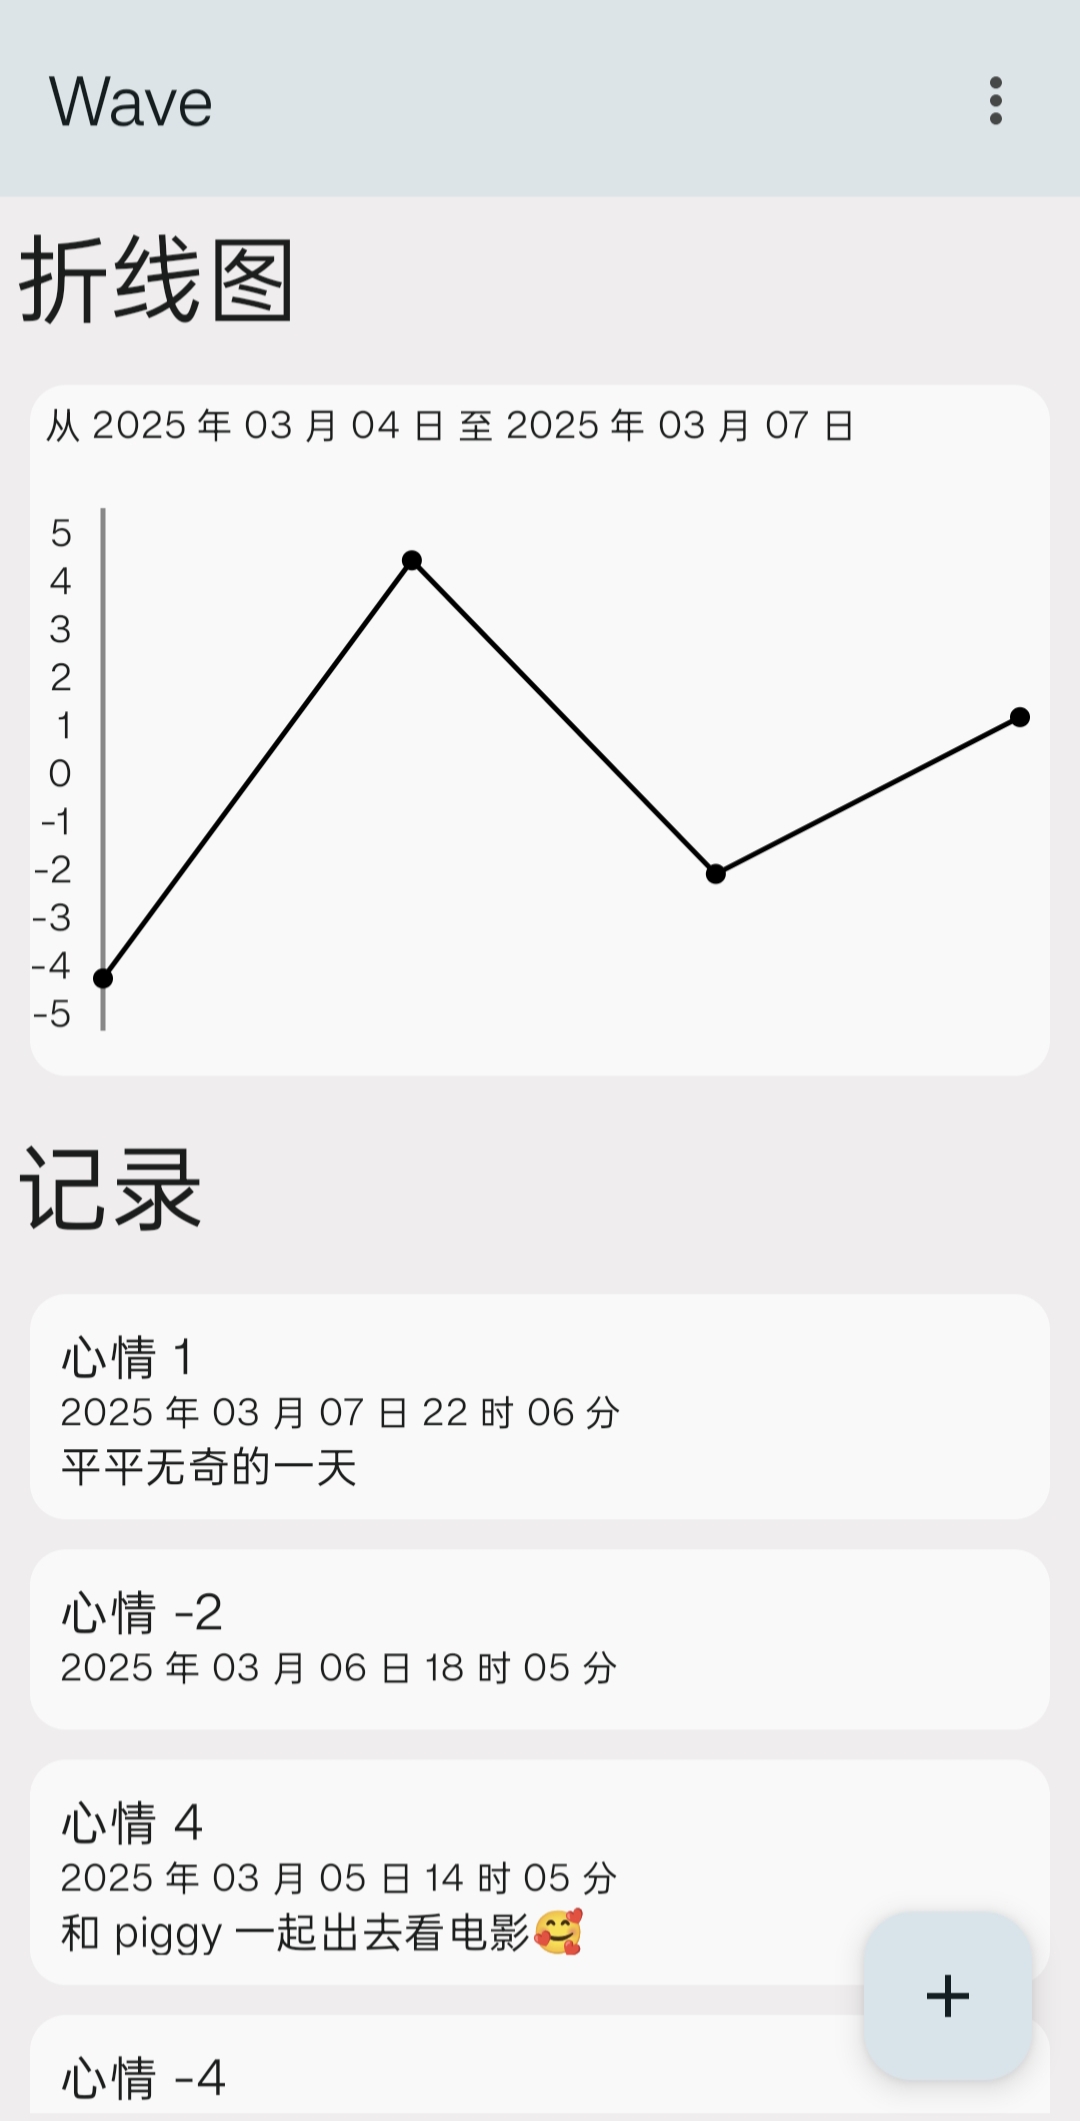 Wave
折线图
从 2025 年 03 月 04 日 至 2025 年 03 月 07 日
5
4
3
2
1
0
-1
-2
-3
-4
-5
记录
心情 1
2025 年 03 月 07 日 22 时 06 分
平平无奇的一天
心情 -2
2025 年 03 月 06 日 18 时 05 分
心情 4
2025 年 03 月 05 日 14 时 05 分
和 piggy 一起出去看电影🥰
心情 -4